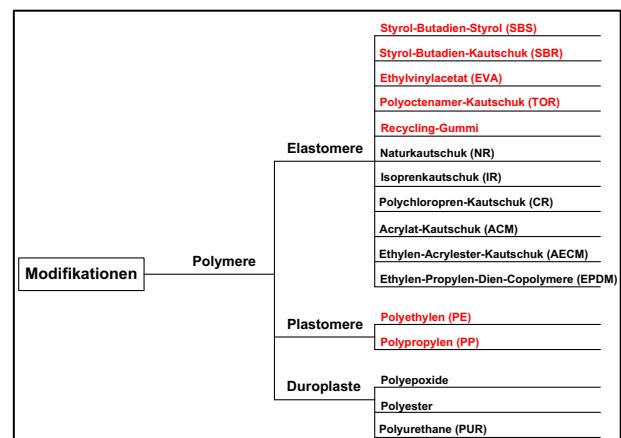 Styrol-Butadien-Styrol (SBS)
Styrol-Butadien-Kautschuk (SBR)
Ethylvinylacetat (EVA)
Polyoctenamer-Kautschuk (TOR)
Recycling-Gummi
Elastomere
Naturkautschuk (NR)
Isoprenkautschuk (IR)
Polychloropren-Kautschuk (CR)
Acrylat-Kautschuk (ACM)
Ethylen-Acrylester-Kautschuk (AECM)
Ethylen-Propylen-Dien-Copolymere (EPDM)
Polymere
Modifikationen
Plastomere
Polyethylen (PE)
Polypropylen (PP)
Duroplaste
Polyepoxide
Polyester
Polyurethane (PUR)